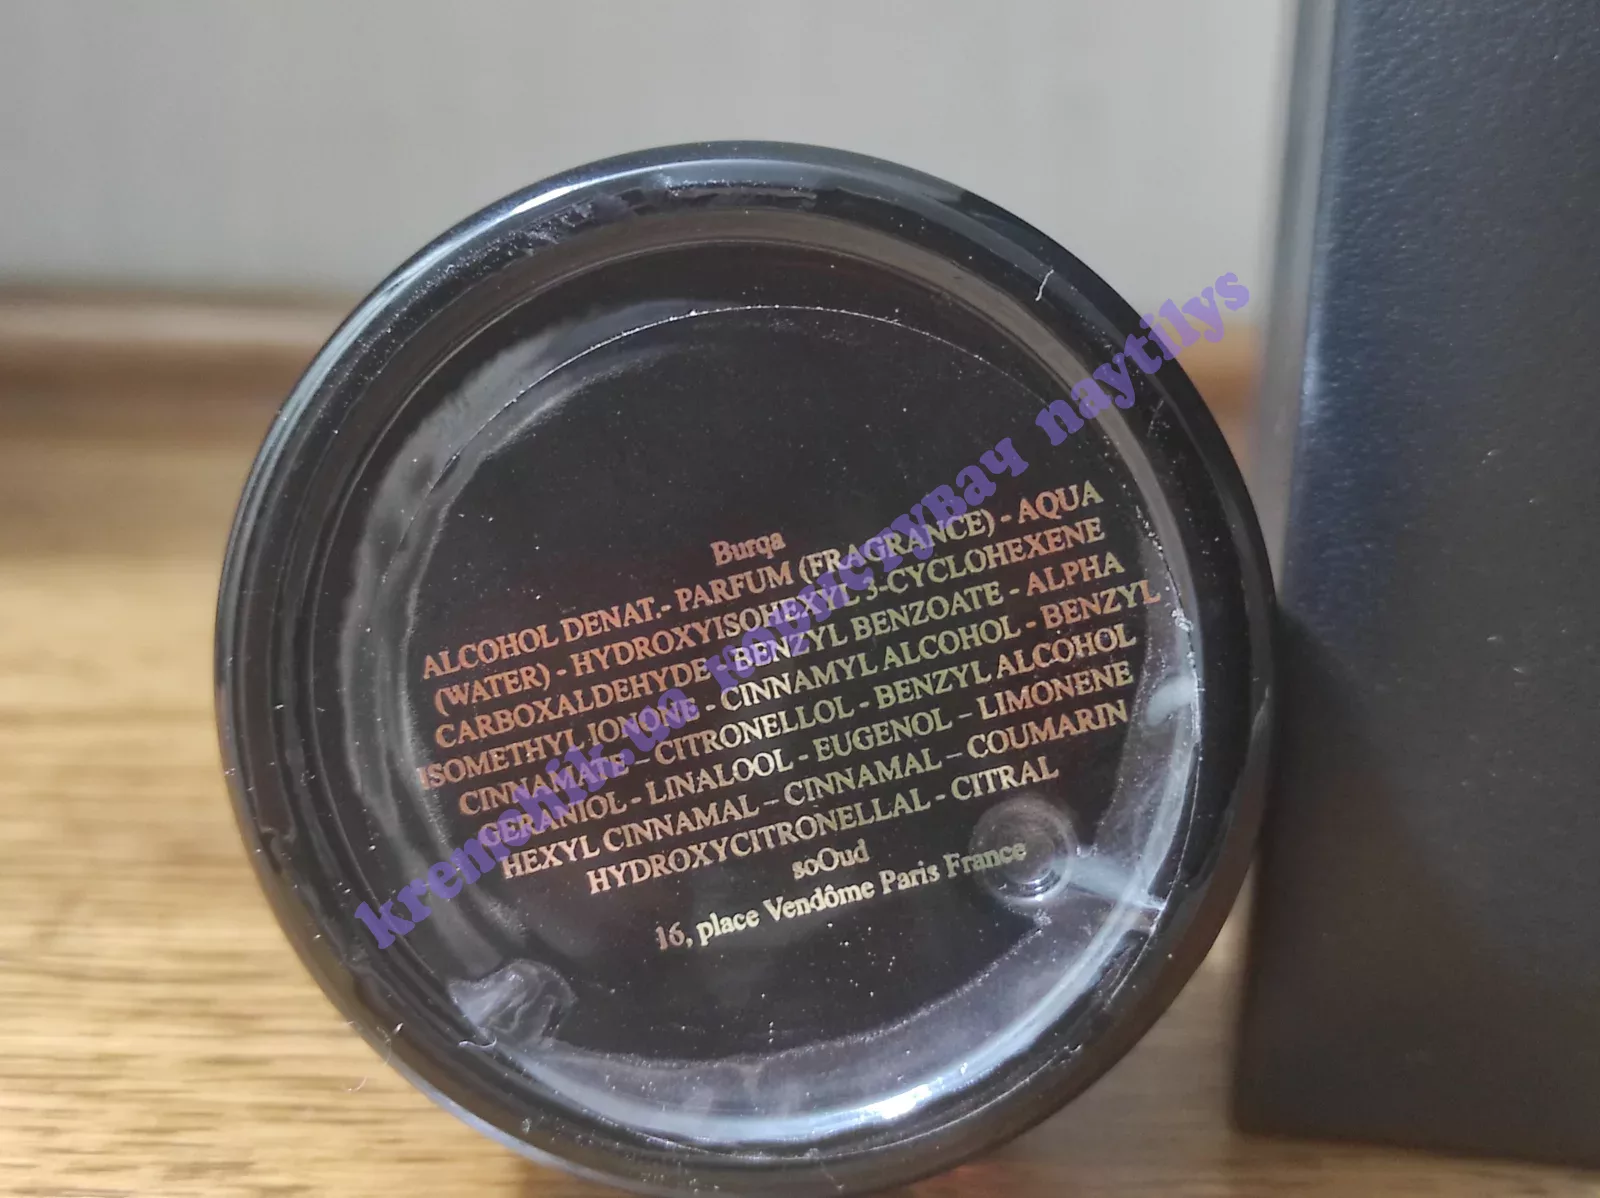 Burqa
ALCOHOL DENAT.- PARFUM (FRAGRANCE) - AQUA
(WATER) - HYDROXYISOHEXYL 3-CYCLOHEXENE
CARBOXALDEHYDE - BENZYL BENZOATE - ALPHA
ISOMETHYL IONONE - CINNAMYL ALCOHOL - BENZYL
CINNAMATE – CITRONELLOL - BENZYL ALCOHOL
GERANIOL - LINALOOL - EUGENOL – LIMONENE
HEXYL CINNAMAL – CINNAMAL – COUMARIN
HYDROXYCITRONELLAL - CITRAL
soOud
16, place Vendôme Paris France
kremchik.ua naytilys